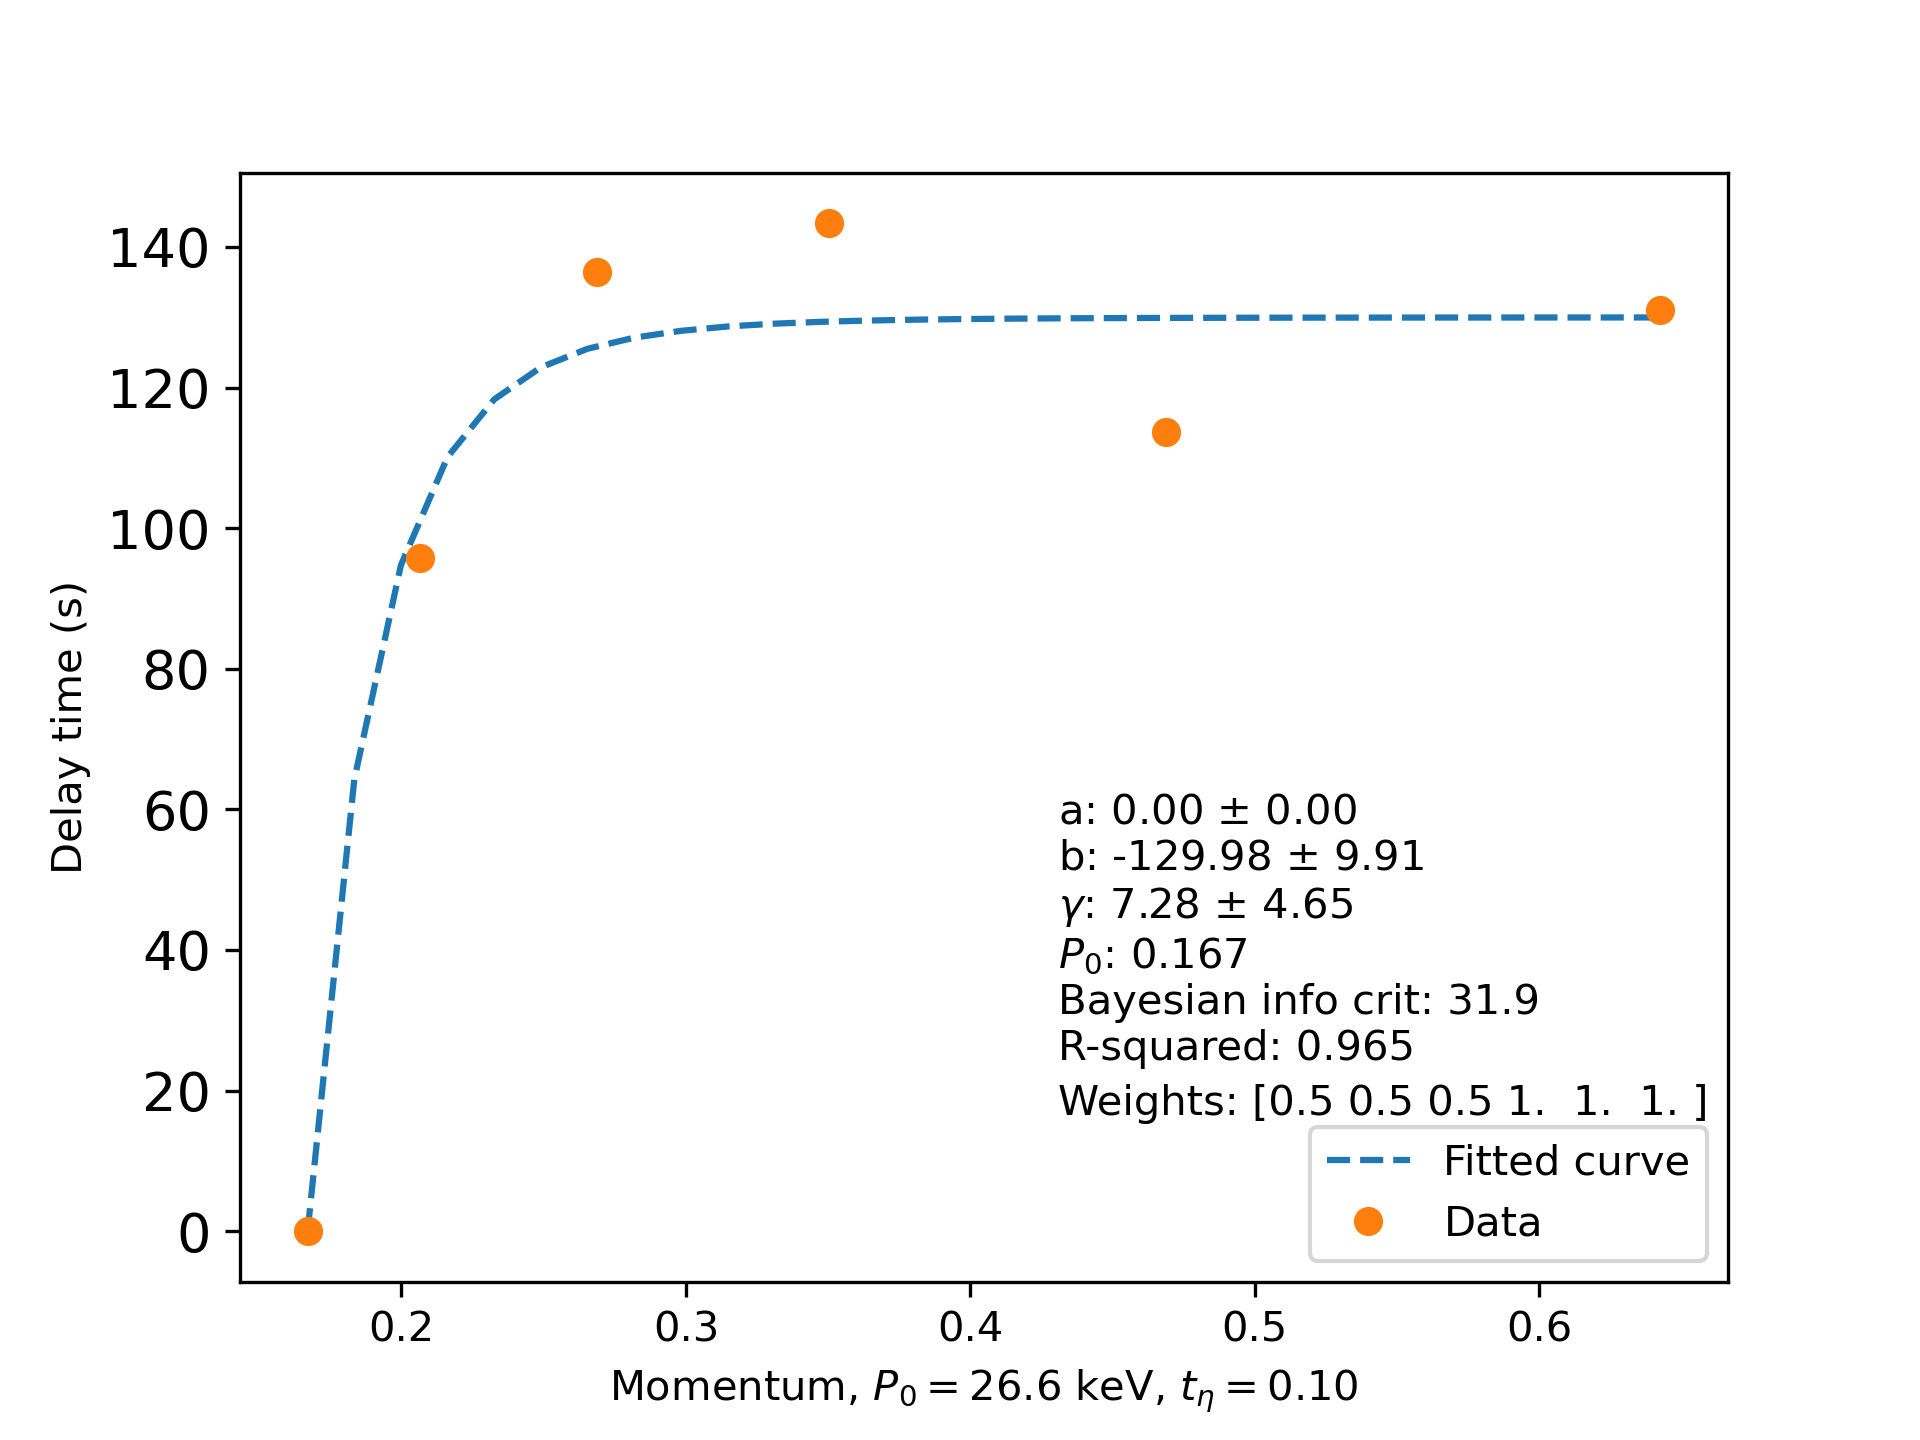 140
120
100
80
60
40
20
0
Delay time (s)
a: 0.00 ± 0.00
b: -129.98 ± 9.91
γ: 7.28 ± 4.65
P₀: 0.167
Bayesian info crit: 31.9
R-squared: 0.965
Weights: [0.5 0.5 0.5 1.  1.  1. ]
Fitted curve
Data
0.2 0.3 0.4 0.5 0.6
Momentum, P₀ = 26.6 keV, t_η = 0.10